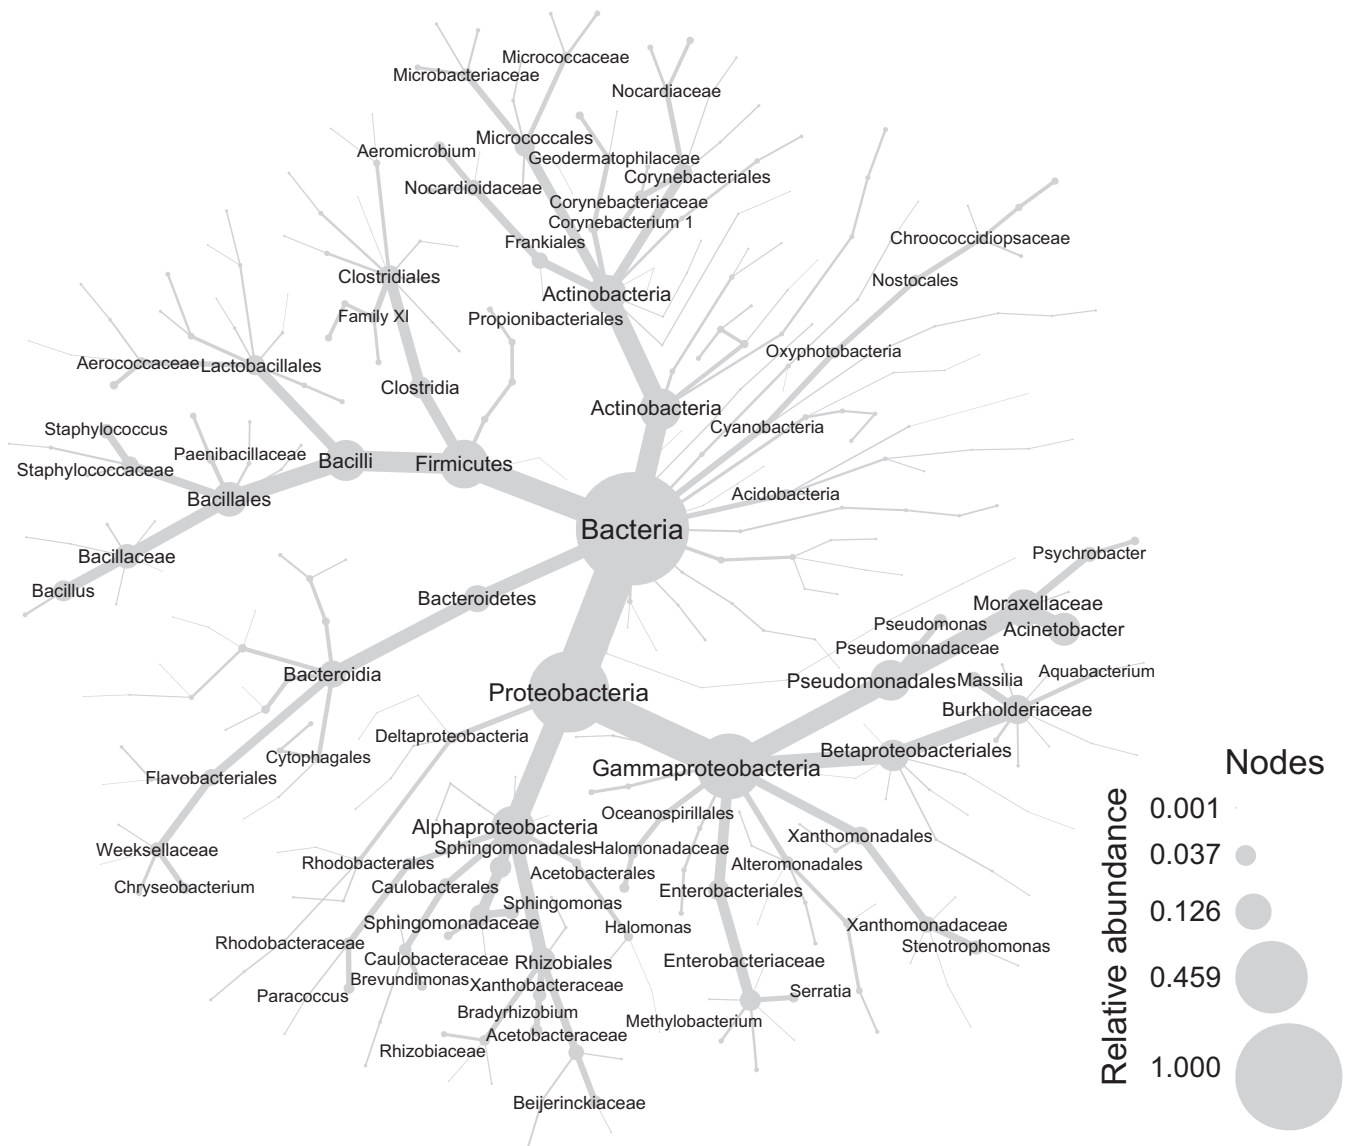 Micrococcaceae
Microbacteriaceae
Nocardiaceae
Micrococcales
Aeromicrobium
Geodermatophilaceae
Corynebacteriales
Nocardioidaceae
Corynebacteriaceae
Corynebacterium 1
Frankiales
Chroococcidiopsaceae
Clostridiales
Nostocales
Actinobacteria
Family XI
Propionibacteriales
Oxyphotobacteria
Aerococcaceae
Lactobacillales
Clostridia
Actinobacteria
Cyanobacteria
Staphylococcus
Paenibacillaceae
Bacilli
Firmicutes
Staphylococcaceae
Bacillales
Acidobacteria
Bacteria
Bacillaceae
Psychrobacter
Bacillus
Bacteroidetes
Moraxellaceae
Pseudomonas
Acinetobacter
Pseudomonadaceae
Bacteroidia
Pseudomonadales
Massilia
Aquabacterium
Proteobacteria
Burkholderiaceae
Deltaproteobacteria
Betaproteobacteriales
Cytophagales
Gammaproteobacteria
Flavobacteriales
Oceanospirillales
Alphaproteobacteria
Xanthomonadales
Weeksellaceae
Sphingomonadales
Halomonadaceae
Rhodobacterales
Acetobacterales
Alteromonadales
Chryseobacterium
Caulobacterales
Enterobacteriales
Sphingomonas
Sphingomonadaceae
Halomonas
Xanthomonadaceae
Rhodobacteraceae
Stenotrophomonas
Caulobacteraceae
Rhizobiales
Enterobacteriaceae
Brevundimonas
Xanthobacteraceae
Paracoccus
Serratia
Bradyrhizobium
Methylobacterium
Acetobacteraceae
Rhizobiaceae
Beijerinckiaceae
Nodes
Relative abundance
0.001
0.037
0.126
0.459
1.000